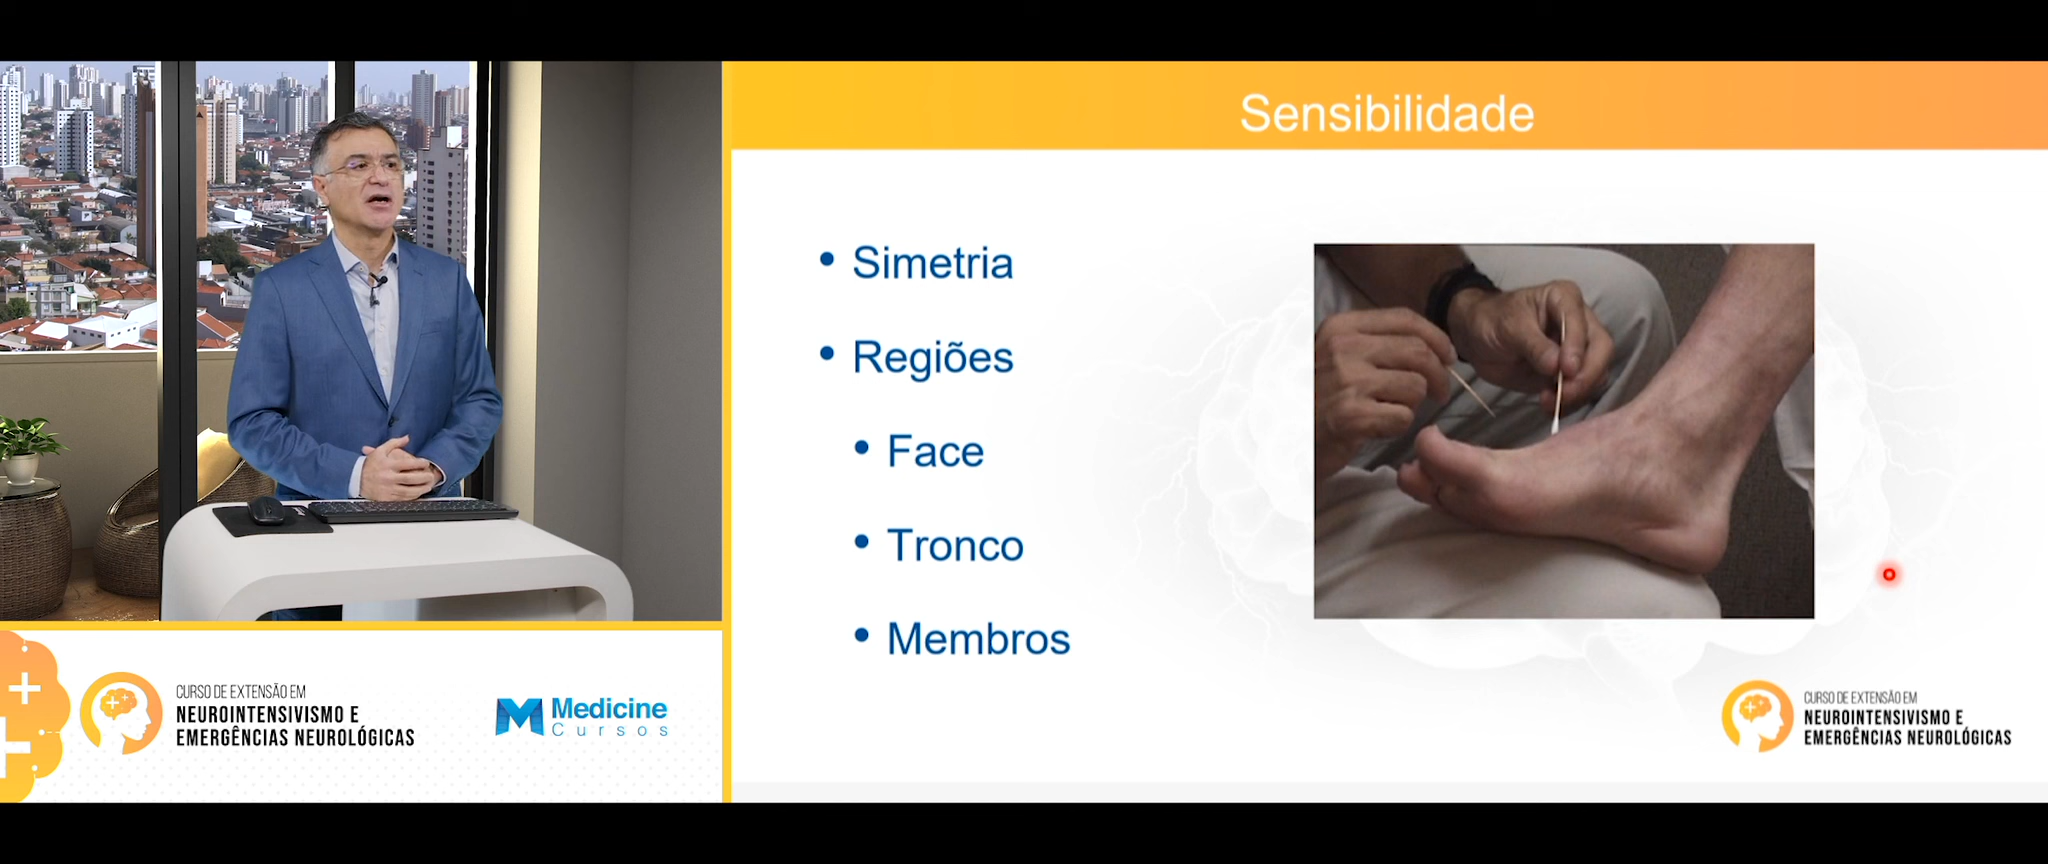 Sensibilidade
• Simetria
• Regiões
• Face
• Tronco
• Membros
CURSO DE EXTENSÃO EM
NEUROINTENSIVISMO E
EMERGÊNCIAS NEUROLÓGICAS
Medicine
Cursos
CURSO DE EXTENSÃO EM
NEUROINTENSIVISMO E
EMERGÊNCIAS NEUROLÓGICAS